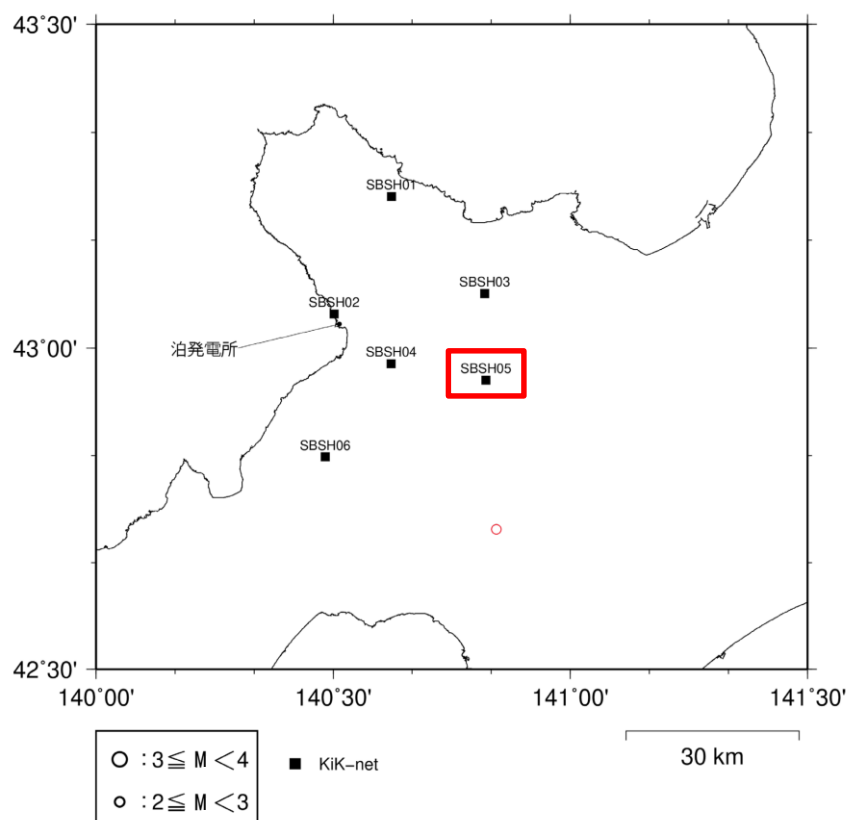 43°30'
SBSH01
SBSH03
SBSH02
泊発電所
43°00'
SBSH04
SBSH05
SBSH06
42°30'
140°00'
140°30'
141°00'
141°30'
○ :3≦ M <4
■ KiK-net
30 km
○ :2≦ M <3